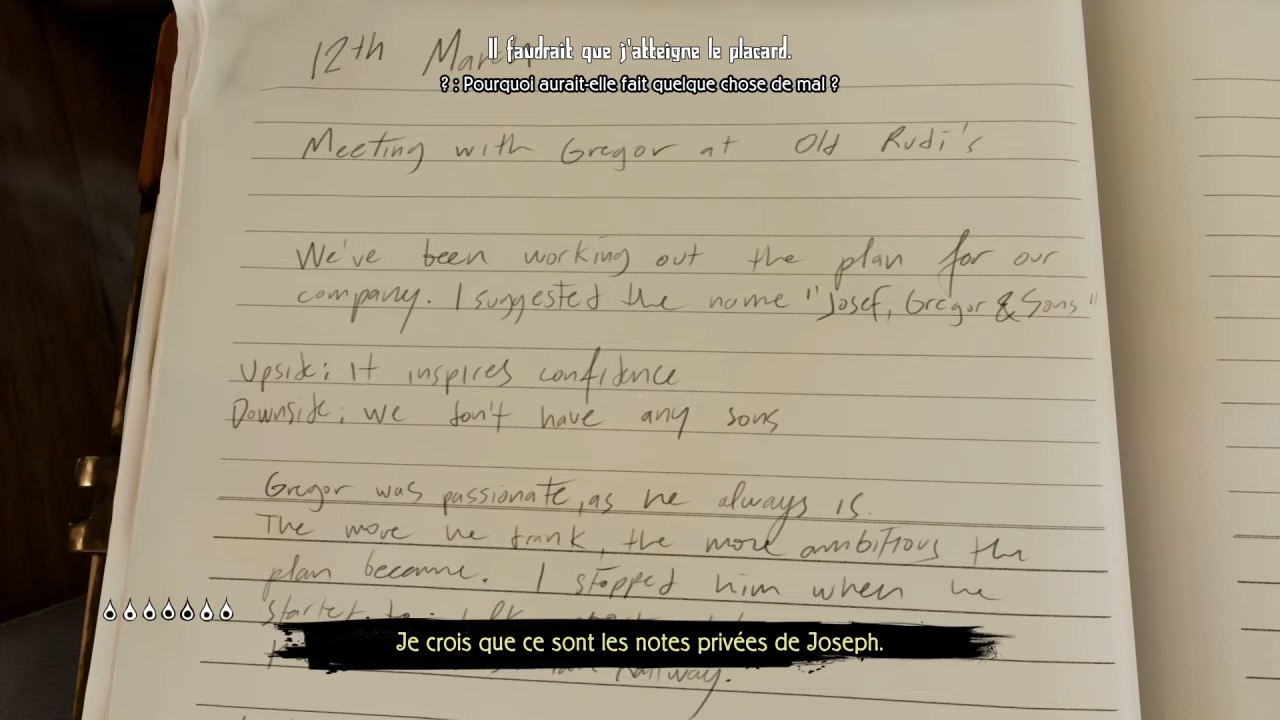 12th
Il faudrait que j'atteigne le placard.
? : Pourquoi aurait-elle fait quelque chose de mal ?
Meeting with Gregor at Old Rudi's
We've been working out the plan for our
company. I suggested the name "Josef, Gregor & Sons"
Upside: It inspires confidence
Downside: we don't have any sons
Gregor was passionate, as he always is.
The more he drank, the more ambitious the
plan became. I stopped him when he
started to
Je crois que ce sont les notes privées de Joseph.
Railway.